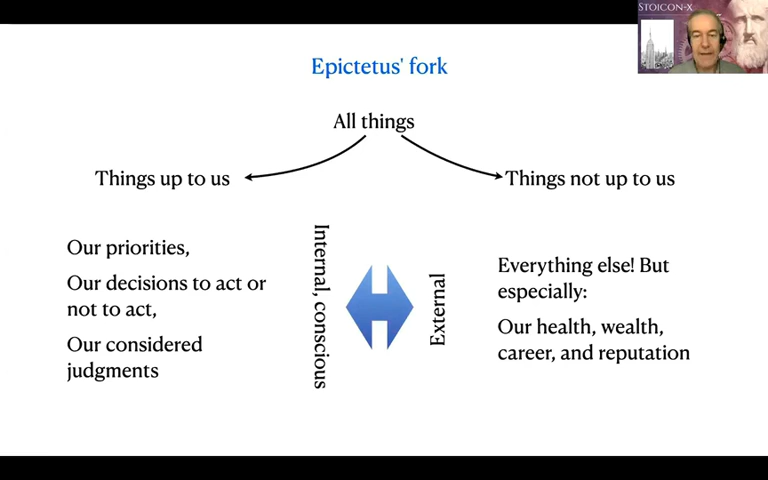 STOICON-X
Epictetus' fork
All things
Things up to us
Things not up to us
Our priorities,
Our decisions to act or
not to act,
Our considered
judgments
Internal, conscious
External
Everything else! But
especially:
Our health, wealth,
career, and reputation